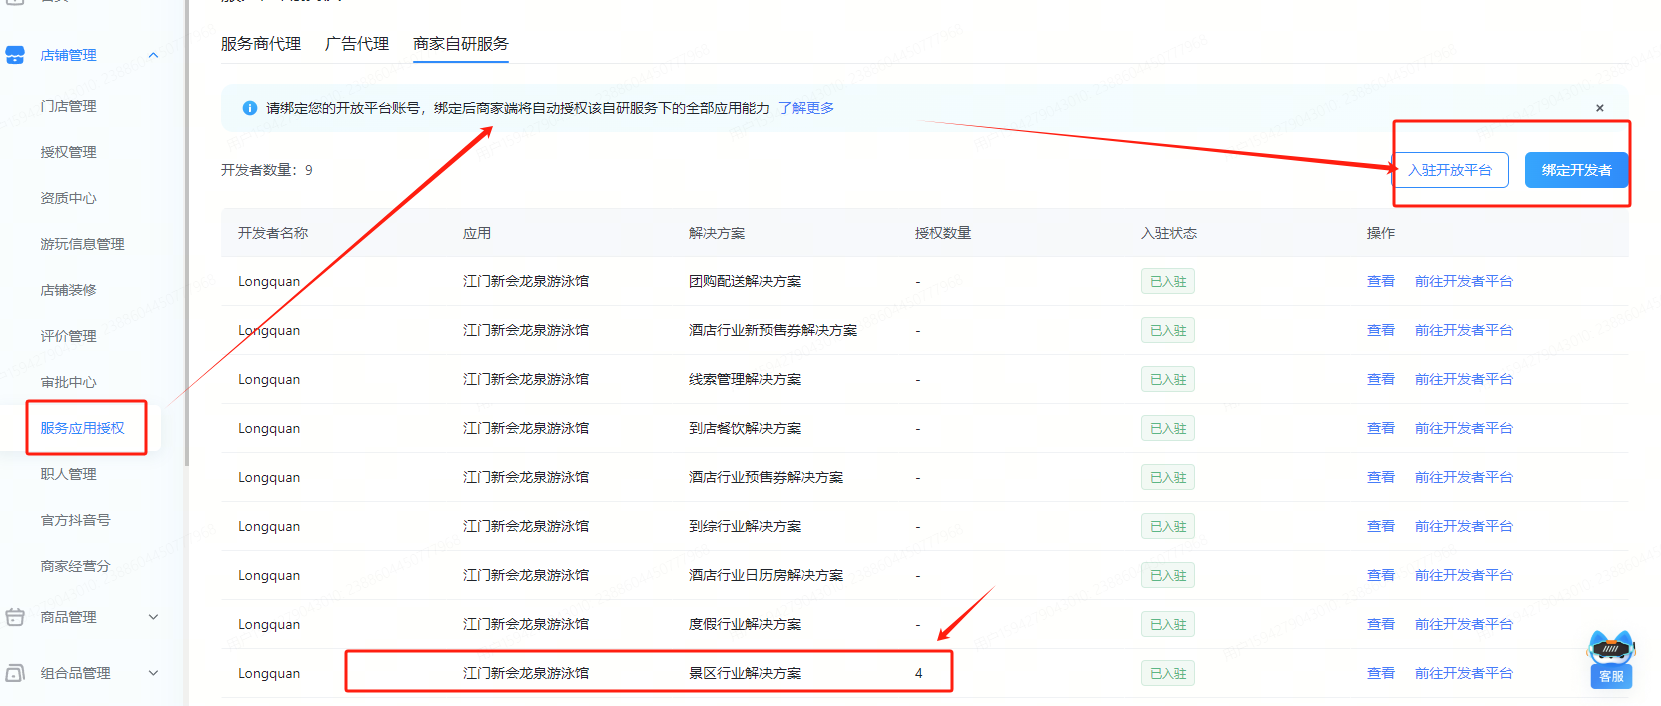 店铺管理
门店管理
授权管理
资质中心
游玩信息管理
店铺装修
评价管理
审批中心
服务应用授权
职人管理
官方抖音号
商家经营分
商品管理
组合品管理
服务商代理 广告代理 商家自研服务
请绑定您的开放平台账号，绑定后商家端将自动授权该自研服务下的全部应用能力 了解更多
开发者数量：9
入驻开放平台 绑定开发者
开发者名称 应用 解决方案 授权数量 入驻状态 操作
Longquan 江门新会龙泉游泳馆 团购配送解决方案 - 已入驻 查看 前往开发者平台
Longquan 江门新会龙泉游泳馆 酒店行业新预售券解决方案 - 已入驻 查看 前往开发者平台
Longquan 江门新会龙泉游泳馆 线索管理解决方案 - 已入驻 查看 前往开发者平台
Longquan 江门新会龙泉游泳馆 到店餐饮解决方案 - 已入驻 查看 前往开发者平台
Longquan 江门新会龙泉游泳馆 酒店行业预售券解决方案 - 已入驻 查看 前往开发者平台
Longquan 江门新会龙泉游泳馆 到综行业解决方案 - 已入驻 查看 前往开发者平台
Longquan 江门新会龙泉游泳馆 酒店行业日历房解决方案 - 已入驻 查看 前往开发者平台
Longquan 江门新会龙泉游泳馆 度假行业解决方案 - 已入驻 查看 前往开发者平台
Longquan 江门新会龙泉游泳馆 景区行业解决方案 4 已入驻 查看 前往开发者平台
客服